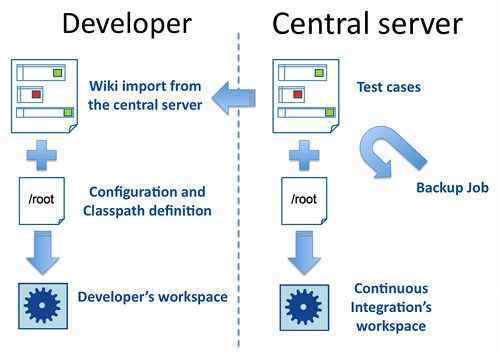 Developer
Central server
Wiki import from
the central server
Test cases
Backup Job
/root
Configuration and
Classpath definition
/root
Developer's workspace
Continuous
Integration's
workspace